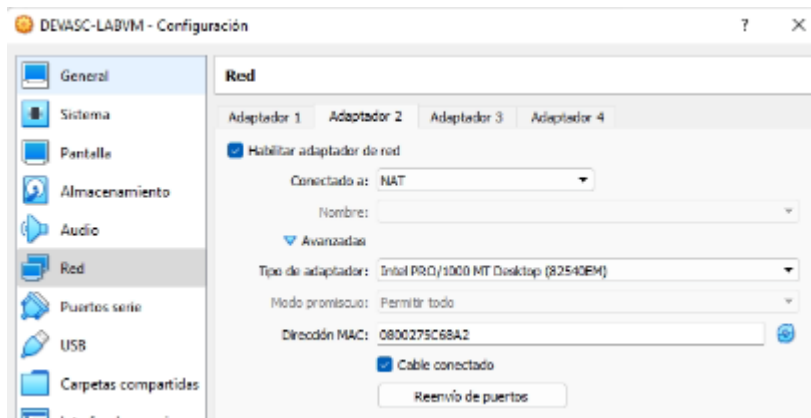 DEVASC-LABVM - Configuración
General
Sistema
Pantalla
Almacenamiento
Audio
Red
Puertos serie
USB
Carpetas compartidas
Red
Adaptador 1 Adaptador 2 Adaptador 3 Adaptador 4
Habilitar adaptador de red
Conectado a: NAT
Nombre:
Avanzadas
Tipo de adaptador: Intel PRO/1000 MT Desktop (82540EM)
Modo promiscuo: Permitir todo
Dirección MAC: 0800275C68A2
Cable conectado
Reenvío de puertos